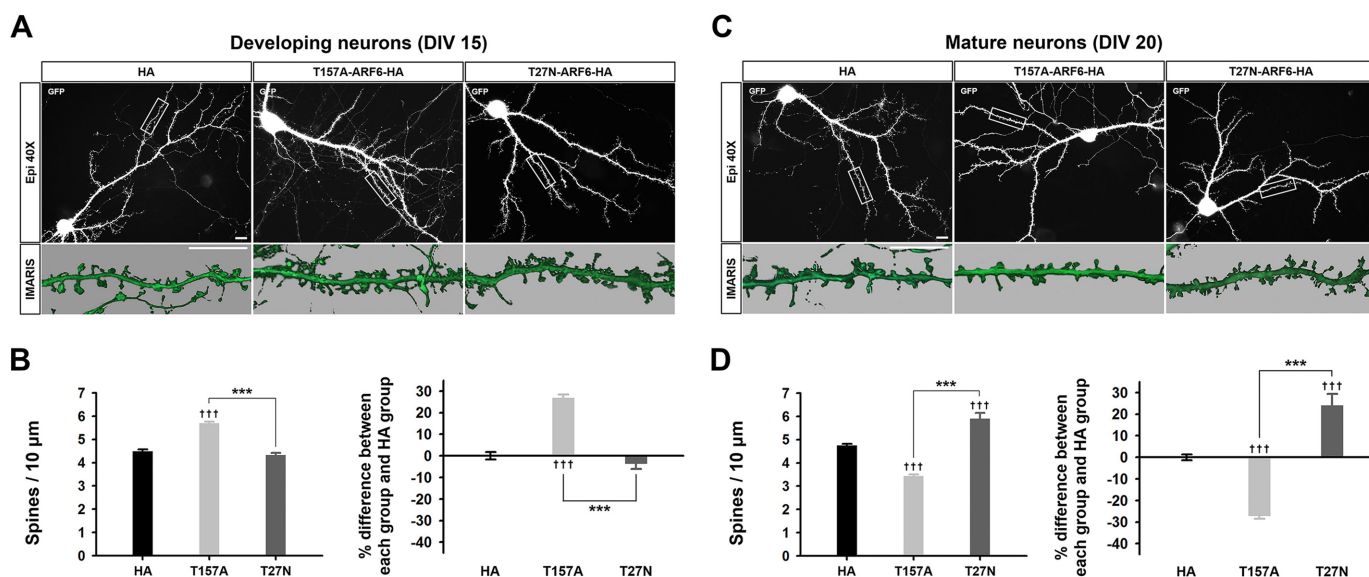 A
Developing neurons (DIV 15)
HA
T157A-ARF6-HA
T27N-ARF6-HA
Epi 40X
GFP
GFP
GFP
IMARIS
C
Mature neurons (DIV 20)
HA
T157A-ARF6-HA
T27N-ARF6-HA
Epi 40X
GFP
GFP
GFP
IMARIS
B
Spines / 10 µm
7
6
5
4
3
2
1
0
†††
***
HA
T157A
T27N
% difference between
each group and HA group
30
20
10
0
-10
-20
-30
-40
†††
***
HA
T157A
T27N
D
Spines / 10 µm
7
6
5
4
3
2
1
0
†††
***
†††
HA
T157A
T27N
% difference between
each group and HA group
30
20
10
0
-10
-20
-30
-40
†††
***
†††
HA
T157A
T27N